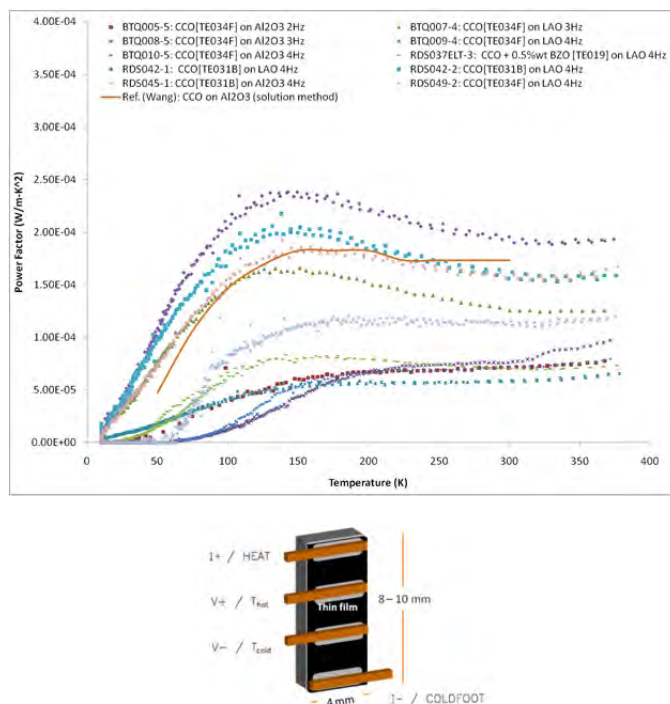 4.00E-04
3.50E-04
3.00E-04
2.50E-04
2.00E-04
1.50E-04
1.00E-04
5.00E-05
0.00E+00
Power Factor (W/m-K^2)
BTQ005-5: CCO[TE034F] on Al2O3 2Hz
BTQ007-4: CCO[TE034F] on LAO 3Hz
BTQ008-5: CCO[TE034F] on Al2O3 3Hz
BTQ009-4: CCO[TE034F] on LAO 4Hz
BTQ010-5: CCO[TE034F] on Al2O3 4Hz
RDS037ELT-3: CCO + 0.5%wt BZO [TE019] on LAO 4Hz
RDS042-1: CCO[TE031B] on LAO 4Hz
RDS042-2: CCO[TE031B] on LAO 4Hz
RDS045-1: CCO[TE031B] on Al2O3 4Hz
RDS049-2: CCO[TE034F] on LAO 4Hz
Ref. (Wang): CCO on Al2O3 (solution method)
0 50 100 150 200 250 300 350 400
Temperature (K)
I+ / HEAT
V+ / Thot
Thin film
8–10 mm
V− / Tcold
4 mm
I− / COLDFOOT